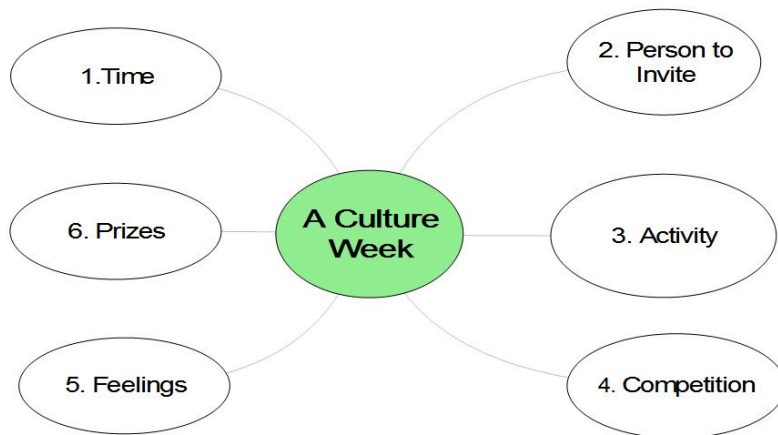 A Culture
Week
1.Time
2. Person to
Invite
3. Activity
4. Competition
5. Feelings
6. Prizes